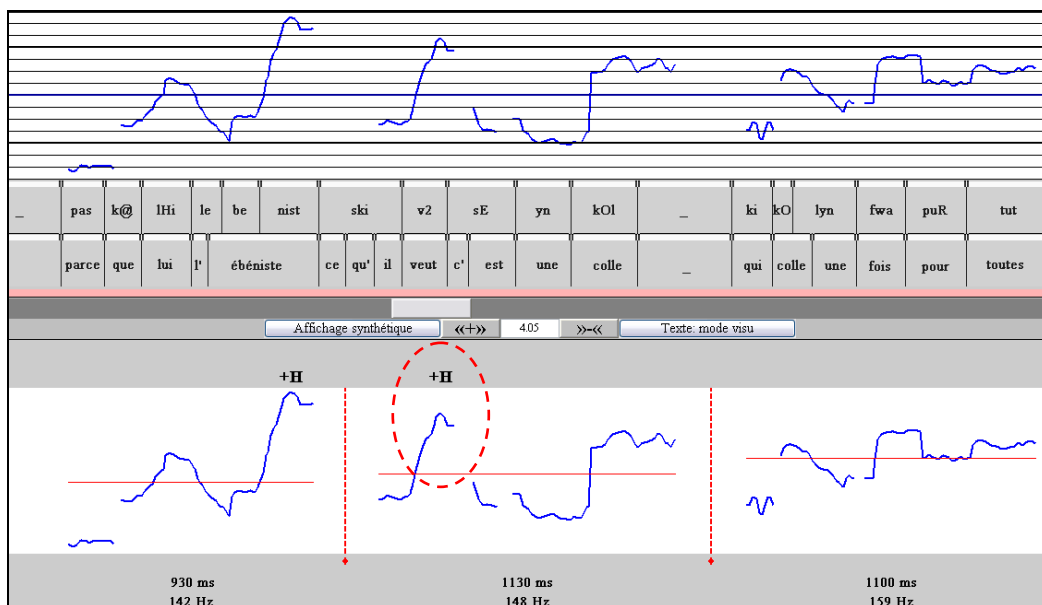 _ pas k@ lHi le be nist ski v2 sE yn kOl _ ki kO lyn fwa puR tut
parce que lui l' ébéniste ce qu' il veut c' est une colle _ qui colle une fois pour toutes
Affichage synthétique «+» 4.05 »-« Texte: mode visu
+H +H
930 ms 1130 ms 1100 ms
142 Hz 148 Hz 159 Hz